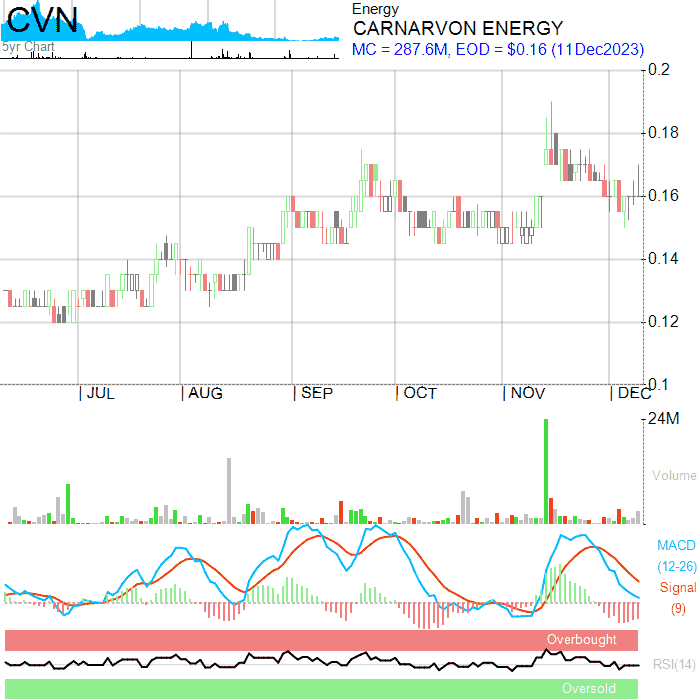 CVN
5yr Chart
Energy
CARNARVON ENERGY
MC = 287.6M, EOD = $0.16 (11Dec2023)
0.2
0.18
0.16
0.14
0.12
0.1
| JUL | AUG | SEP | OCT | NOV | DEC
24M
Volume
MACD
(12-26)
Signal
(9)
Overbought
RSI(14)
Oversold